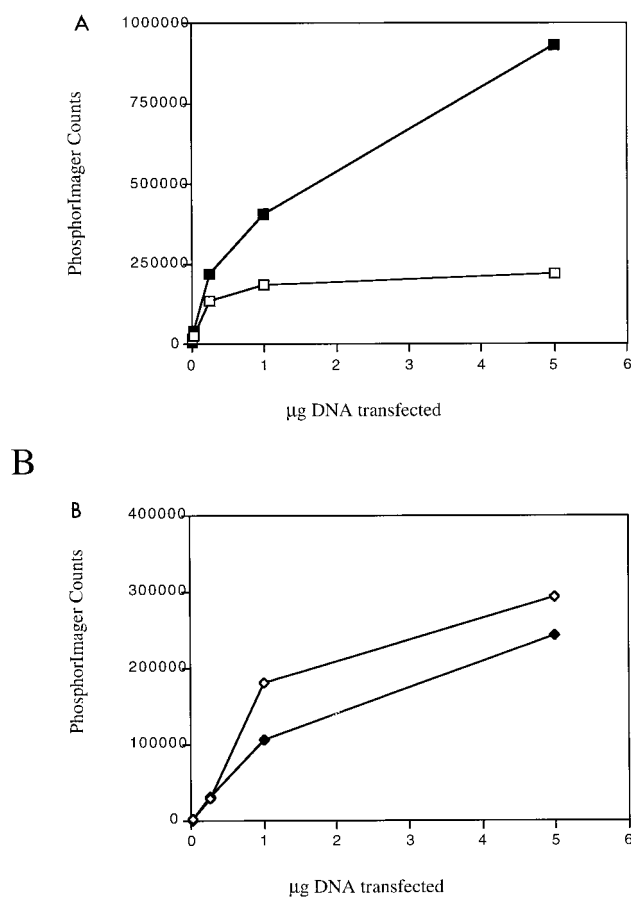 A
PhosphorImager Counts
1000000
750000
500000
250000
0
0 1 2 3 4 5 6
µg DNA transfected
B
B
PhosphorImager Counts
400000
300000
200000
100000
0
0 1 2 3 4 5 6
µg DNA transfected